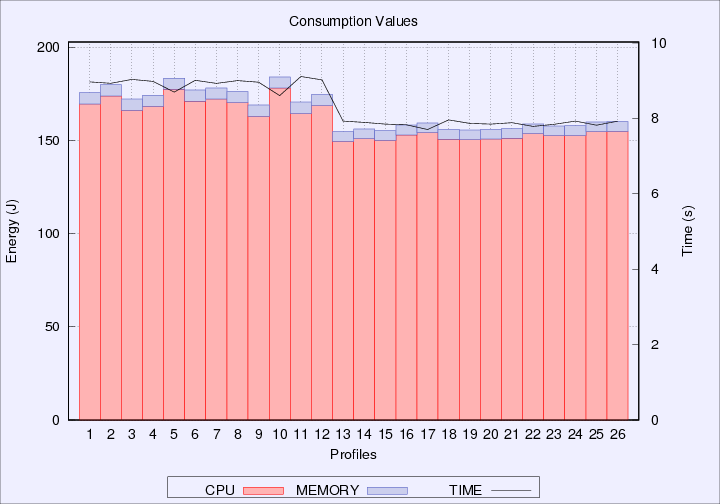 Consumption Values
200
150
100
50
0
Energy (J)
10
8
6
4
2
0
Time (s)
1 2 3 4 5 6 7 8 9 10 11 12 13 14 15 16 17 18 19 20 21 22 23 24 25 26
Profiles
CPU MEMORY TIME